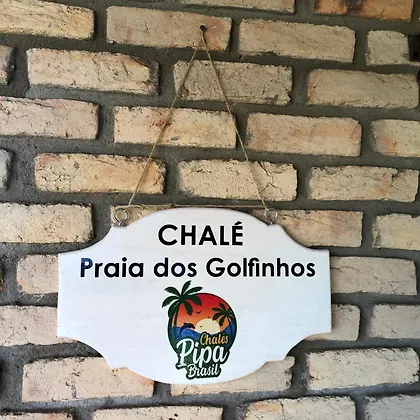 CHALÉ
Praia dos Golfinhos
Chalés
Pipa
Brasil